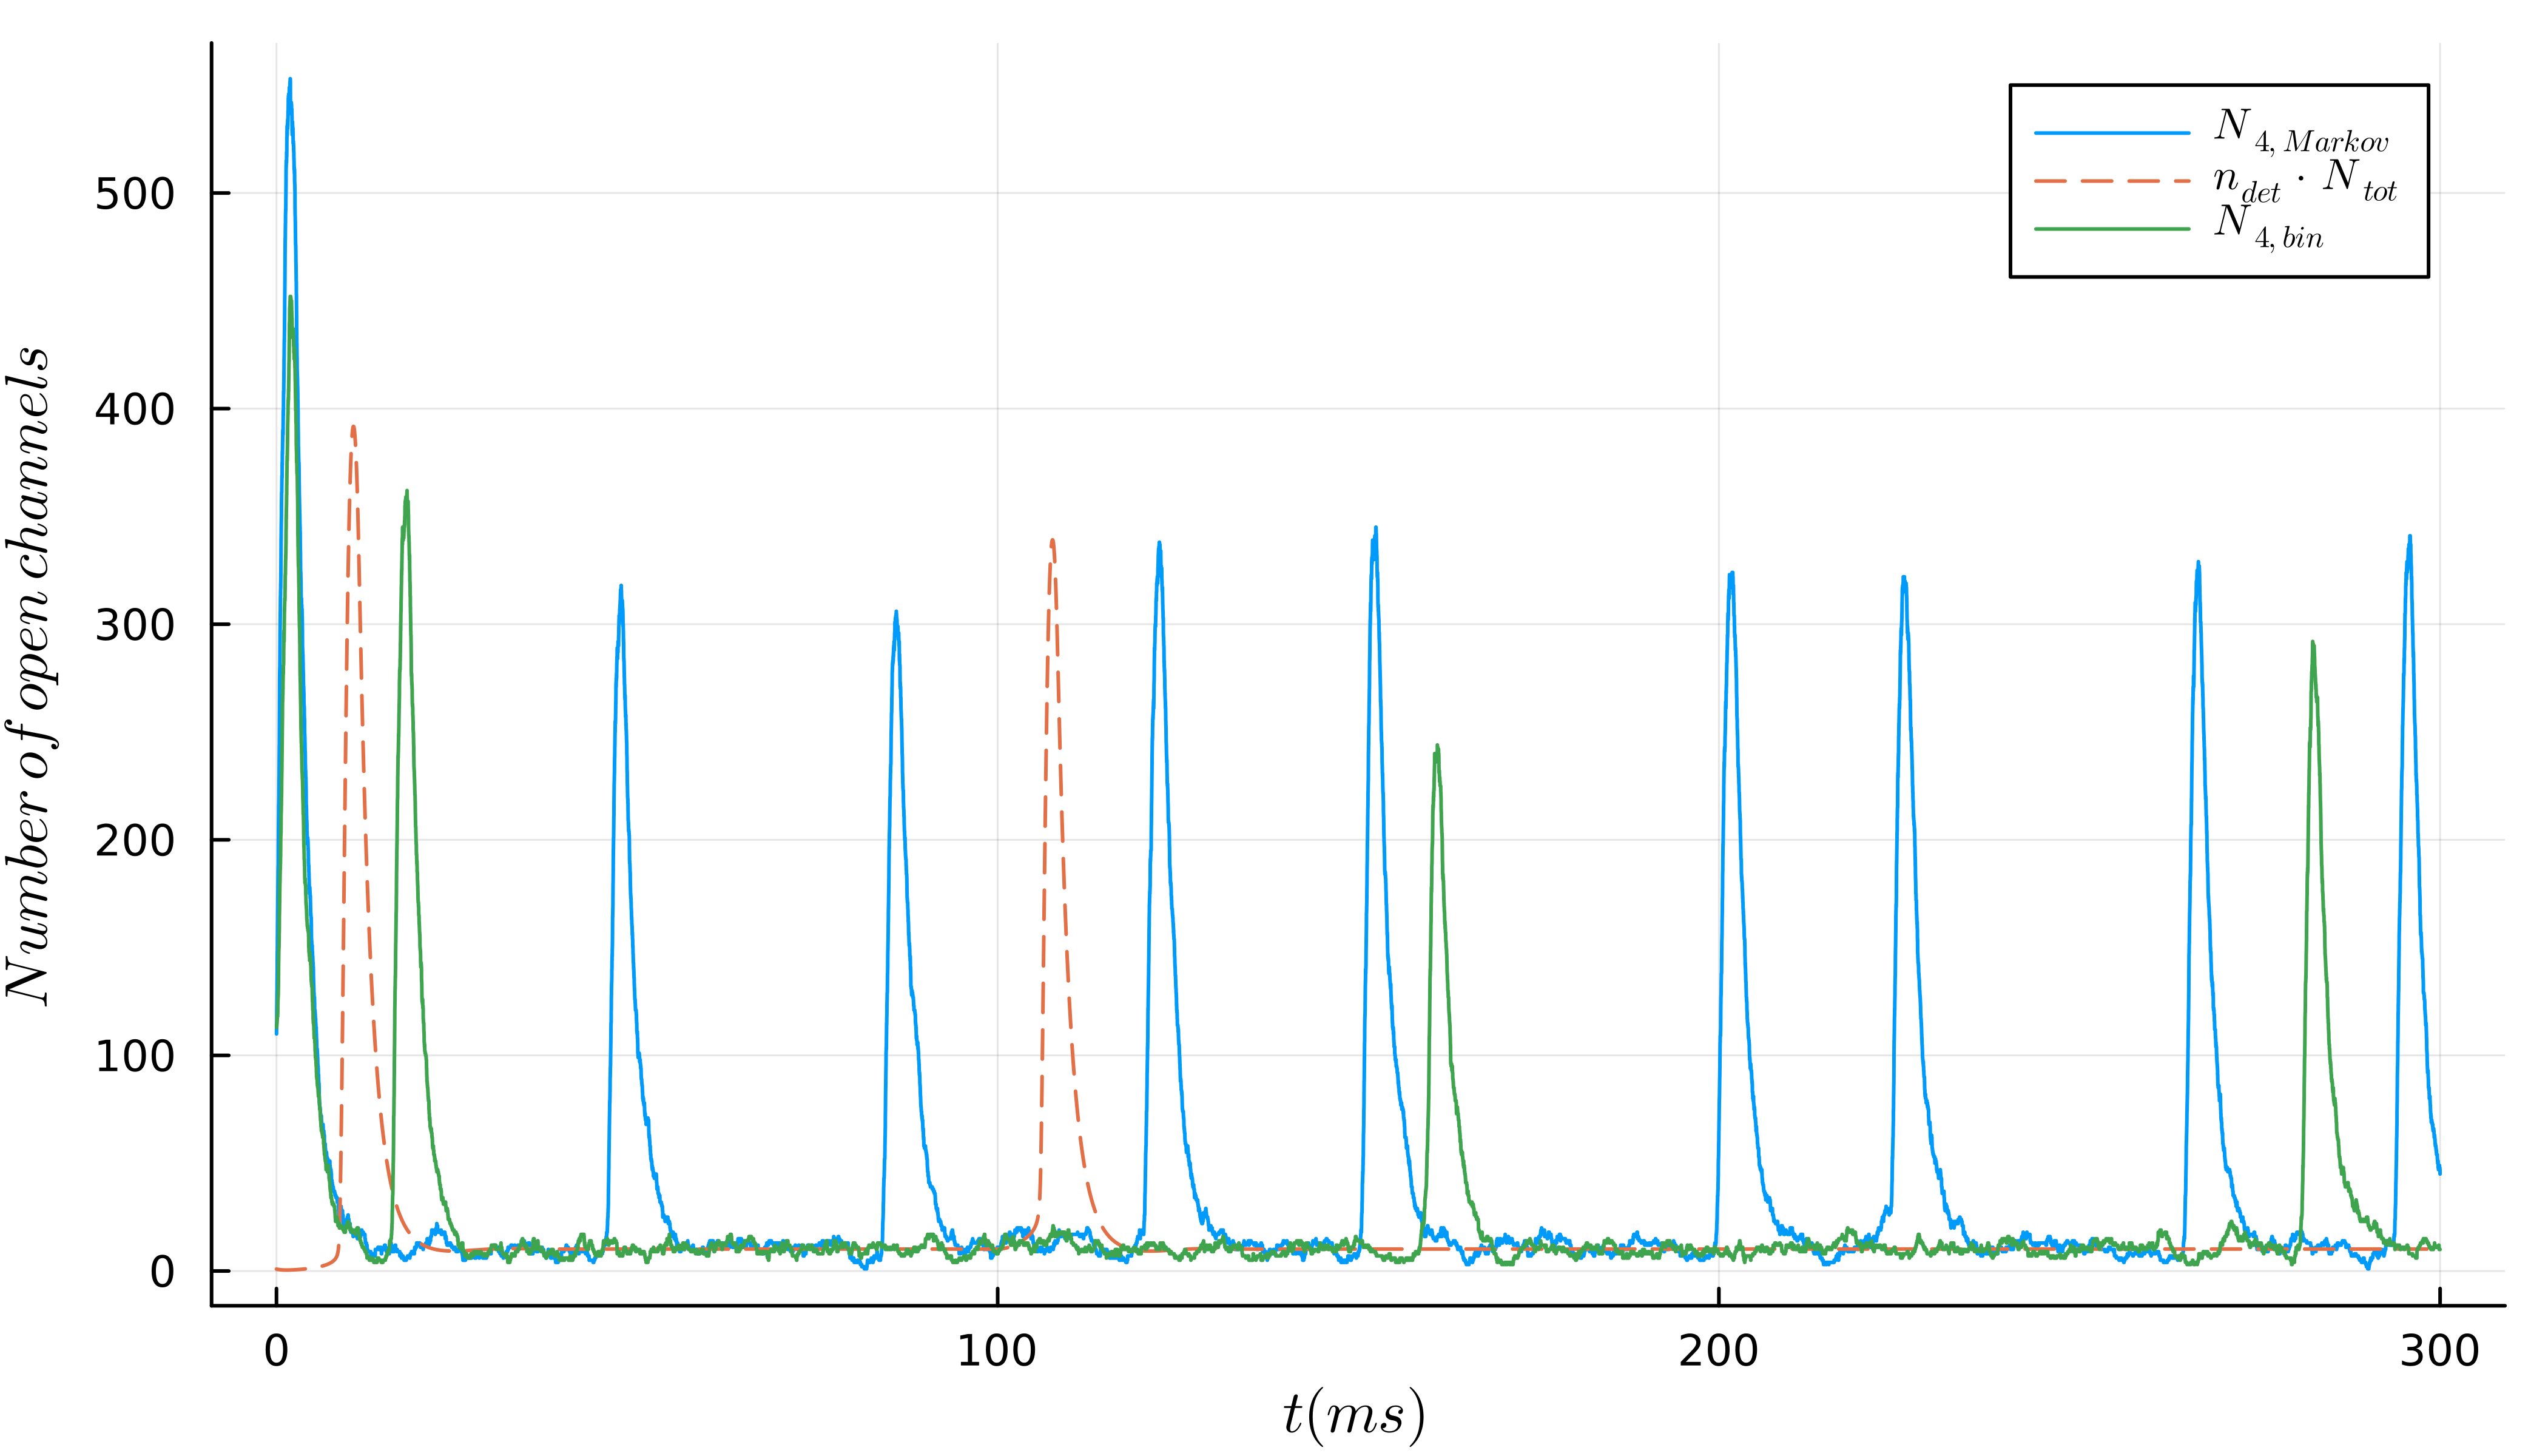 500
400
300
200
100
0
Number of open channels
0
100
200
300
t(ms)
N4, Markov
ndet · Ntot
N4, bin